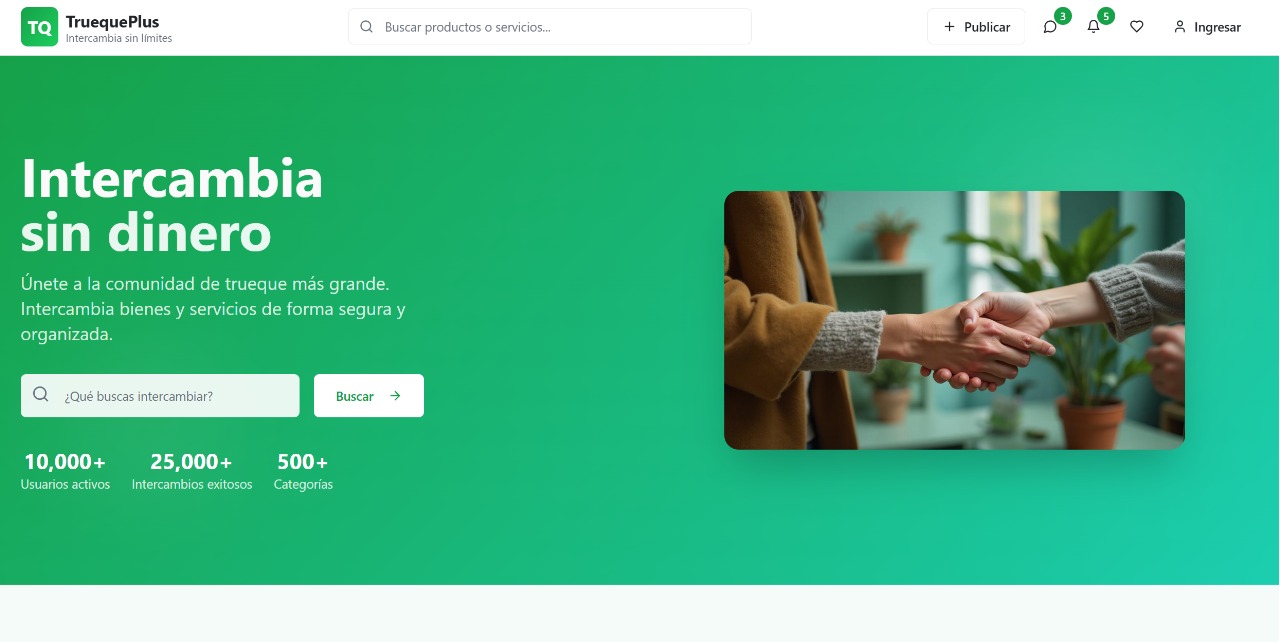 TQ
TruequePlus
Intercambia sin límites
Buscar productos o servicios...
Publicar
3
5
Ingresar
Intercambia
sin dinero
Únete a la comunidad de trueque más grande.
Intercambia bienes y servicios de forma segura y
organizada.
¿Qué buscas intercambiar?
Buscar
10,000+
Usuarios activos
25,000+
Intercambios exitosos
500+
Categorías